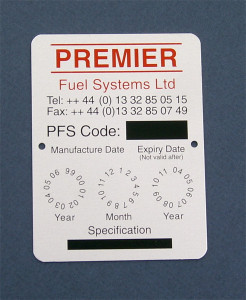 PREMIER
Fuel Systems Ltd
Tel: ++ 44 (0) 13 32 85 05 15
Fax: ++ 44 (0) 13 32 85 07 49
PFS Code:
Manufacture Date Expiry Date
(Not valid after)
Year Month Year
Specification